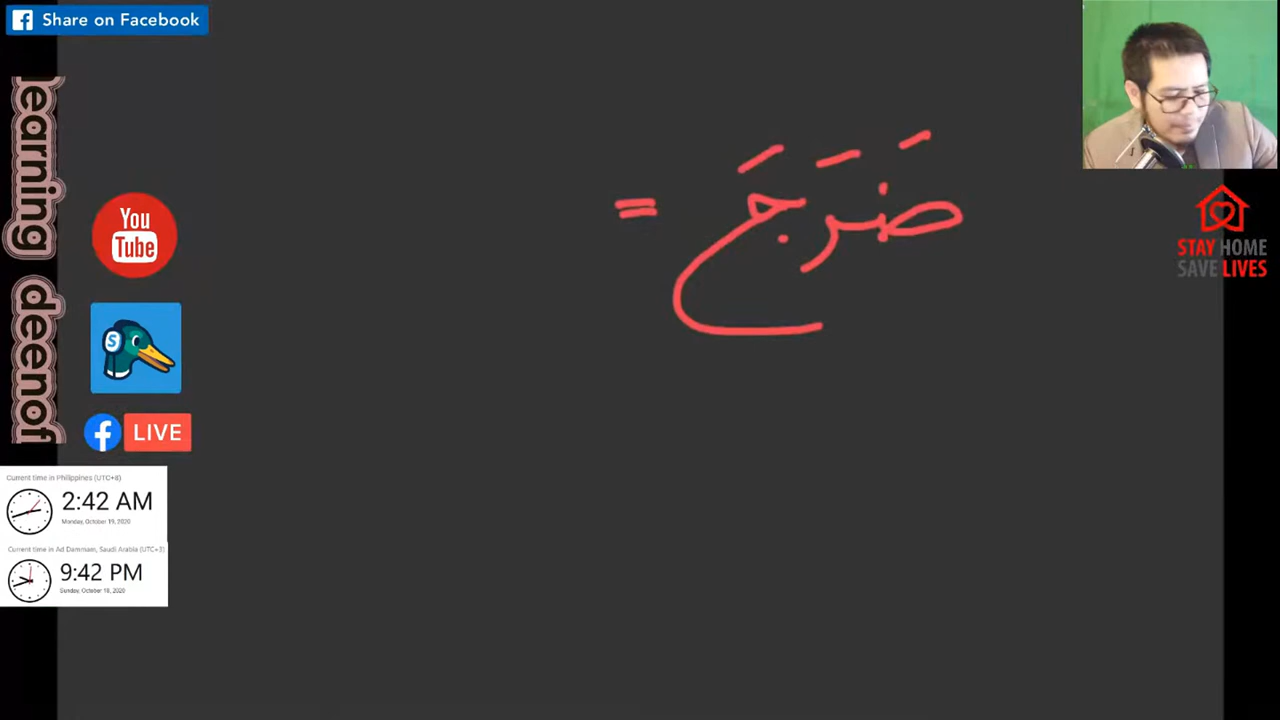 Share on Facebook
learning deenof
You
Tube
S
LIVE
ضَرَجَ =
STAY HOME
SAVE LIVES
Current time in Philippines (UTC+8)
2:42 AM
Monday, October 19, 2020
Current time in Ad Dammam, Saudi Arabia (UTC+3)
9:42 PM
Sunday, October 18, 2020